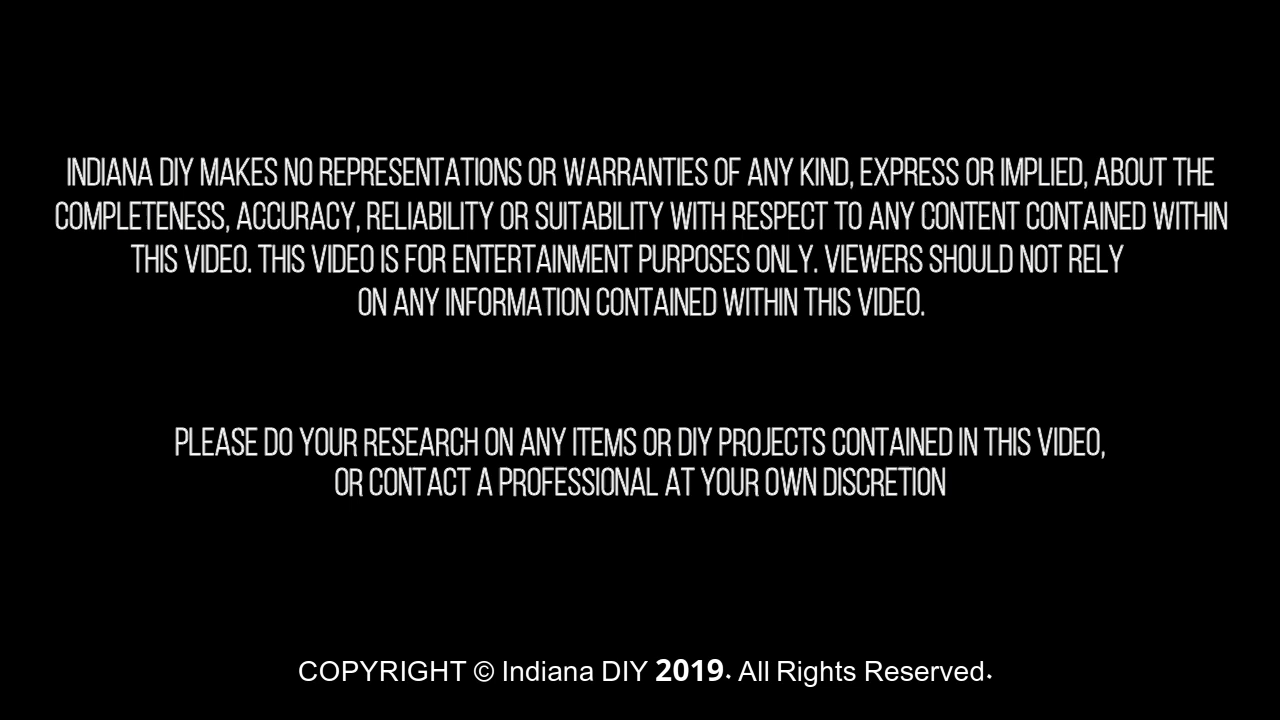 INDIANA DIY MAKES NO REPRESENTATIONS OR WARRANTIES OF ANY KIND, EXPRESS OR IMPLIED, ABOUT THE
COMPLETENESS, ACCURACY, RELIABILITY OR SUITABILITY WITH RESPECT TO ANY CONTENT CONTAINED WITHIN
THIS VIDEO. THIS VIDEO IS FOR ENTERTAINMENT PURPOSES ONLY. VIEWERS SHOULD NOT RELY
ON ANY INFORMATION CONTAINED WITHIN THIS VIDEO.
PLEASE DO YOUR RESEARCH ON ANY ITEMS OR DIY PROJECTS CONTAINED IN THIS VIDEO,
OR CONTACT A PROFESSIONAL AT YOUR OWN DISCRETION
COPYRIGHT © Indiana DIY 2019. All Rights Reserved.